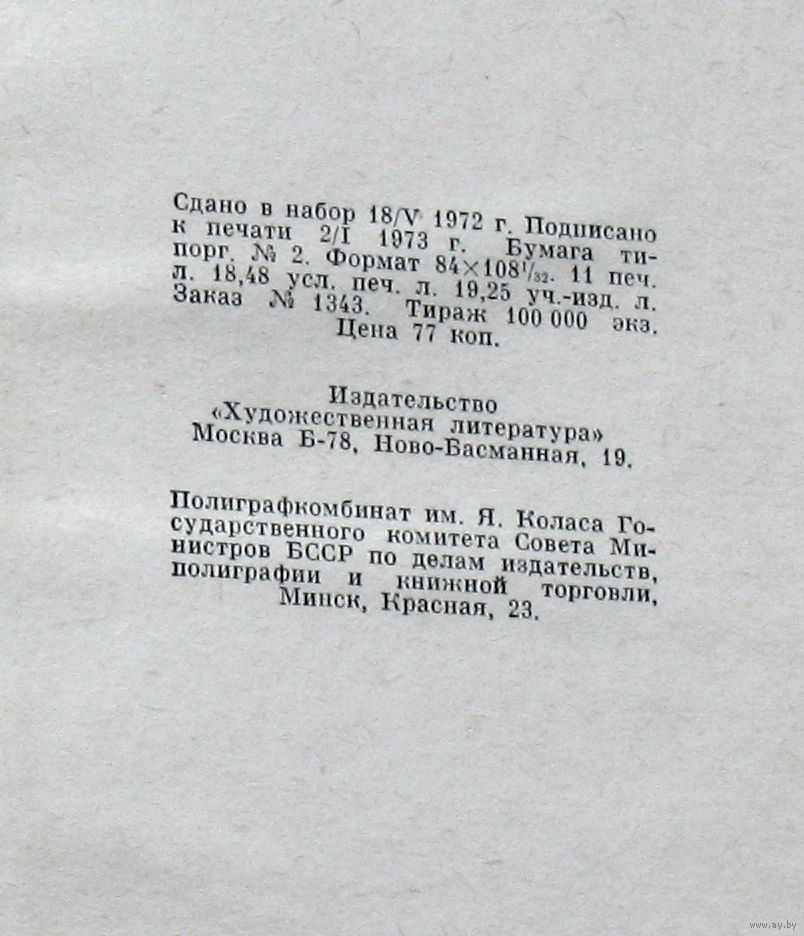 Сдано в набор 18/V 1972 г. Подписано
к печати 2/I 1973 г. Бумага ти-
порг. № 2. Формат 84×108¹/₃₂. 11 печ.
л. 18,48 усл. печ. л. 19,25 уч.-изд. л.
Заказ № 1343. Тираж 100 000 экз.
Цена 77 коп.
Издательство
«Художественная литература»
Москва Б-78, Ново-Басманная, 19.
Полиграфкомбинат им. Я. Коласа Го-
сударственного комитета Совета Ми-
нистров БССР по делам издательств,
полиграфии и книжной торговли,
Минск, Красная, 23.
www.ay.by